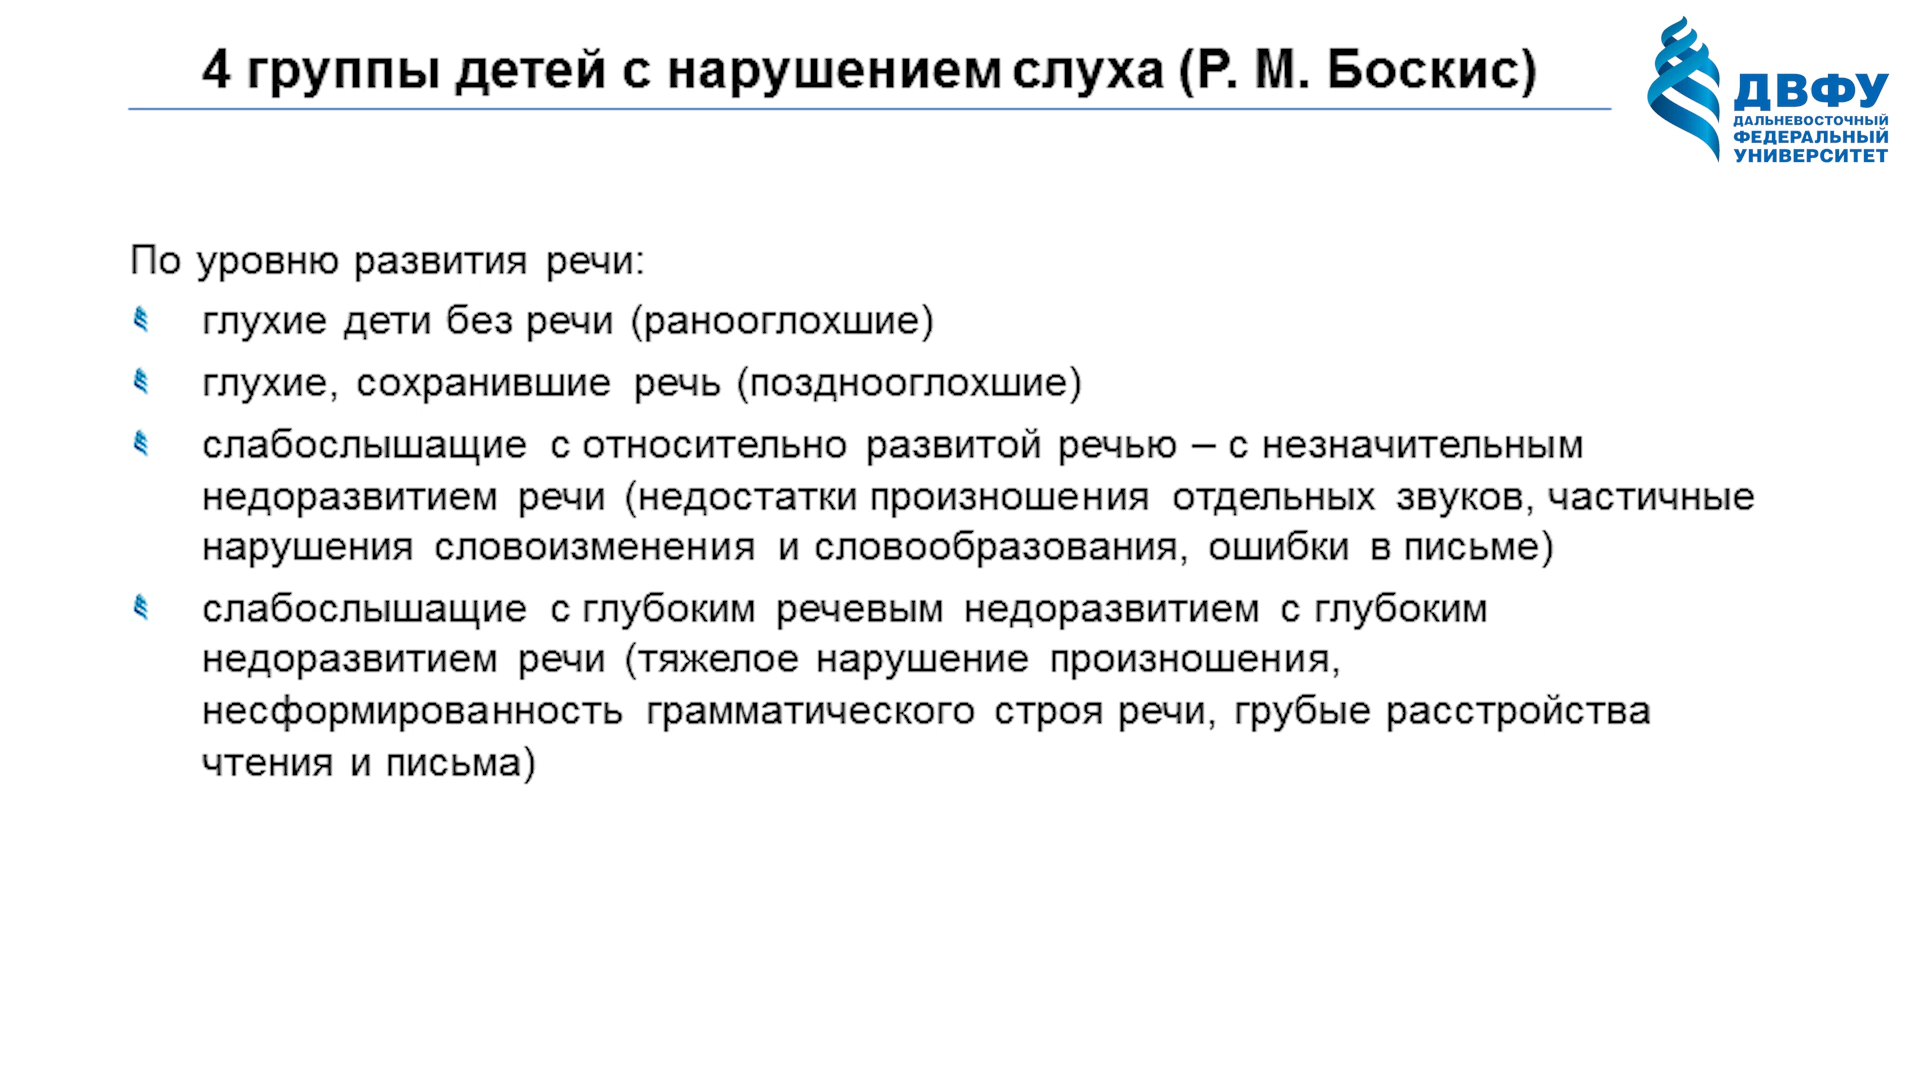 4 группы детей с нарушением слуха (Р. М. Боскис)
ДВФУ
ДАЛЬНЕВОСТОЧНЫЙ
ФЕДЕРАЛЬНЫЙ
УНИВЕРСИТЕТ
По уровню развития речи:
глухие дети без речи (ранооглохшие)
глухие, сохранившие речь (позднооглохшие)
слабослышащие с относительно развитой речью – с незначительным
недоразвитием речи (недостатки произношения отдельных звуков, частичные
нарушения словоизменения и словообразования, ошибки в письме)
слабослышащие с глубоким речевым недоразвитием с глубоким
недоразвитием речи (тяжелое нарушение произношения,
несформированность грамматического строя речи, грубые расстройства
чтения и письма)